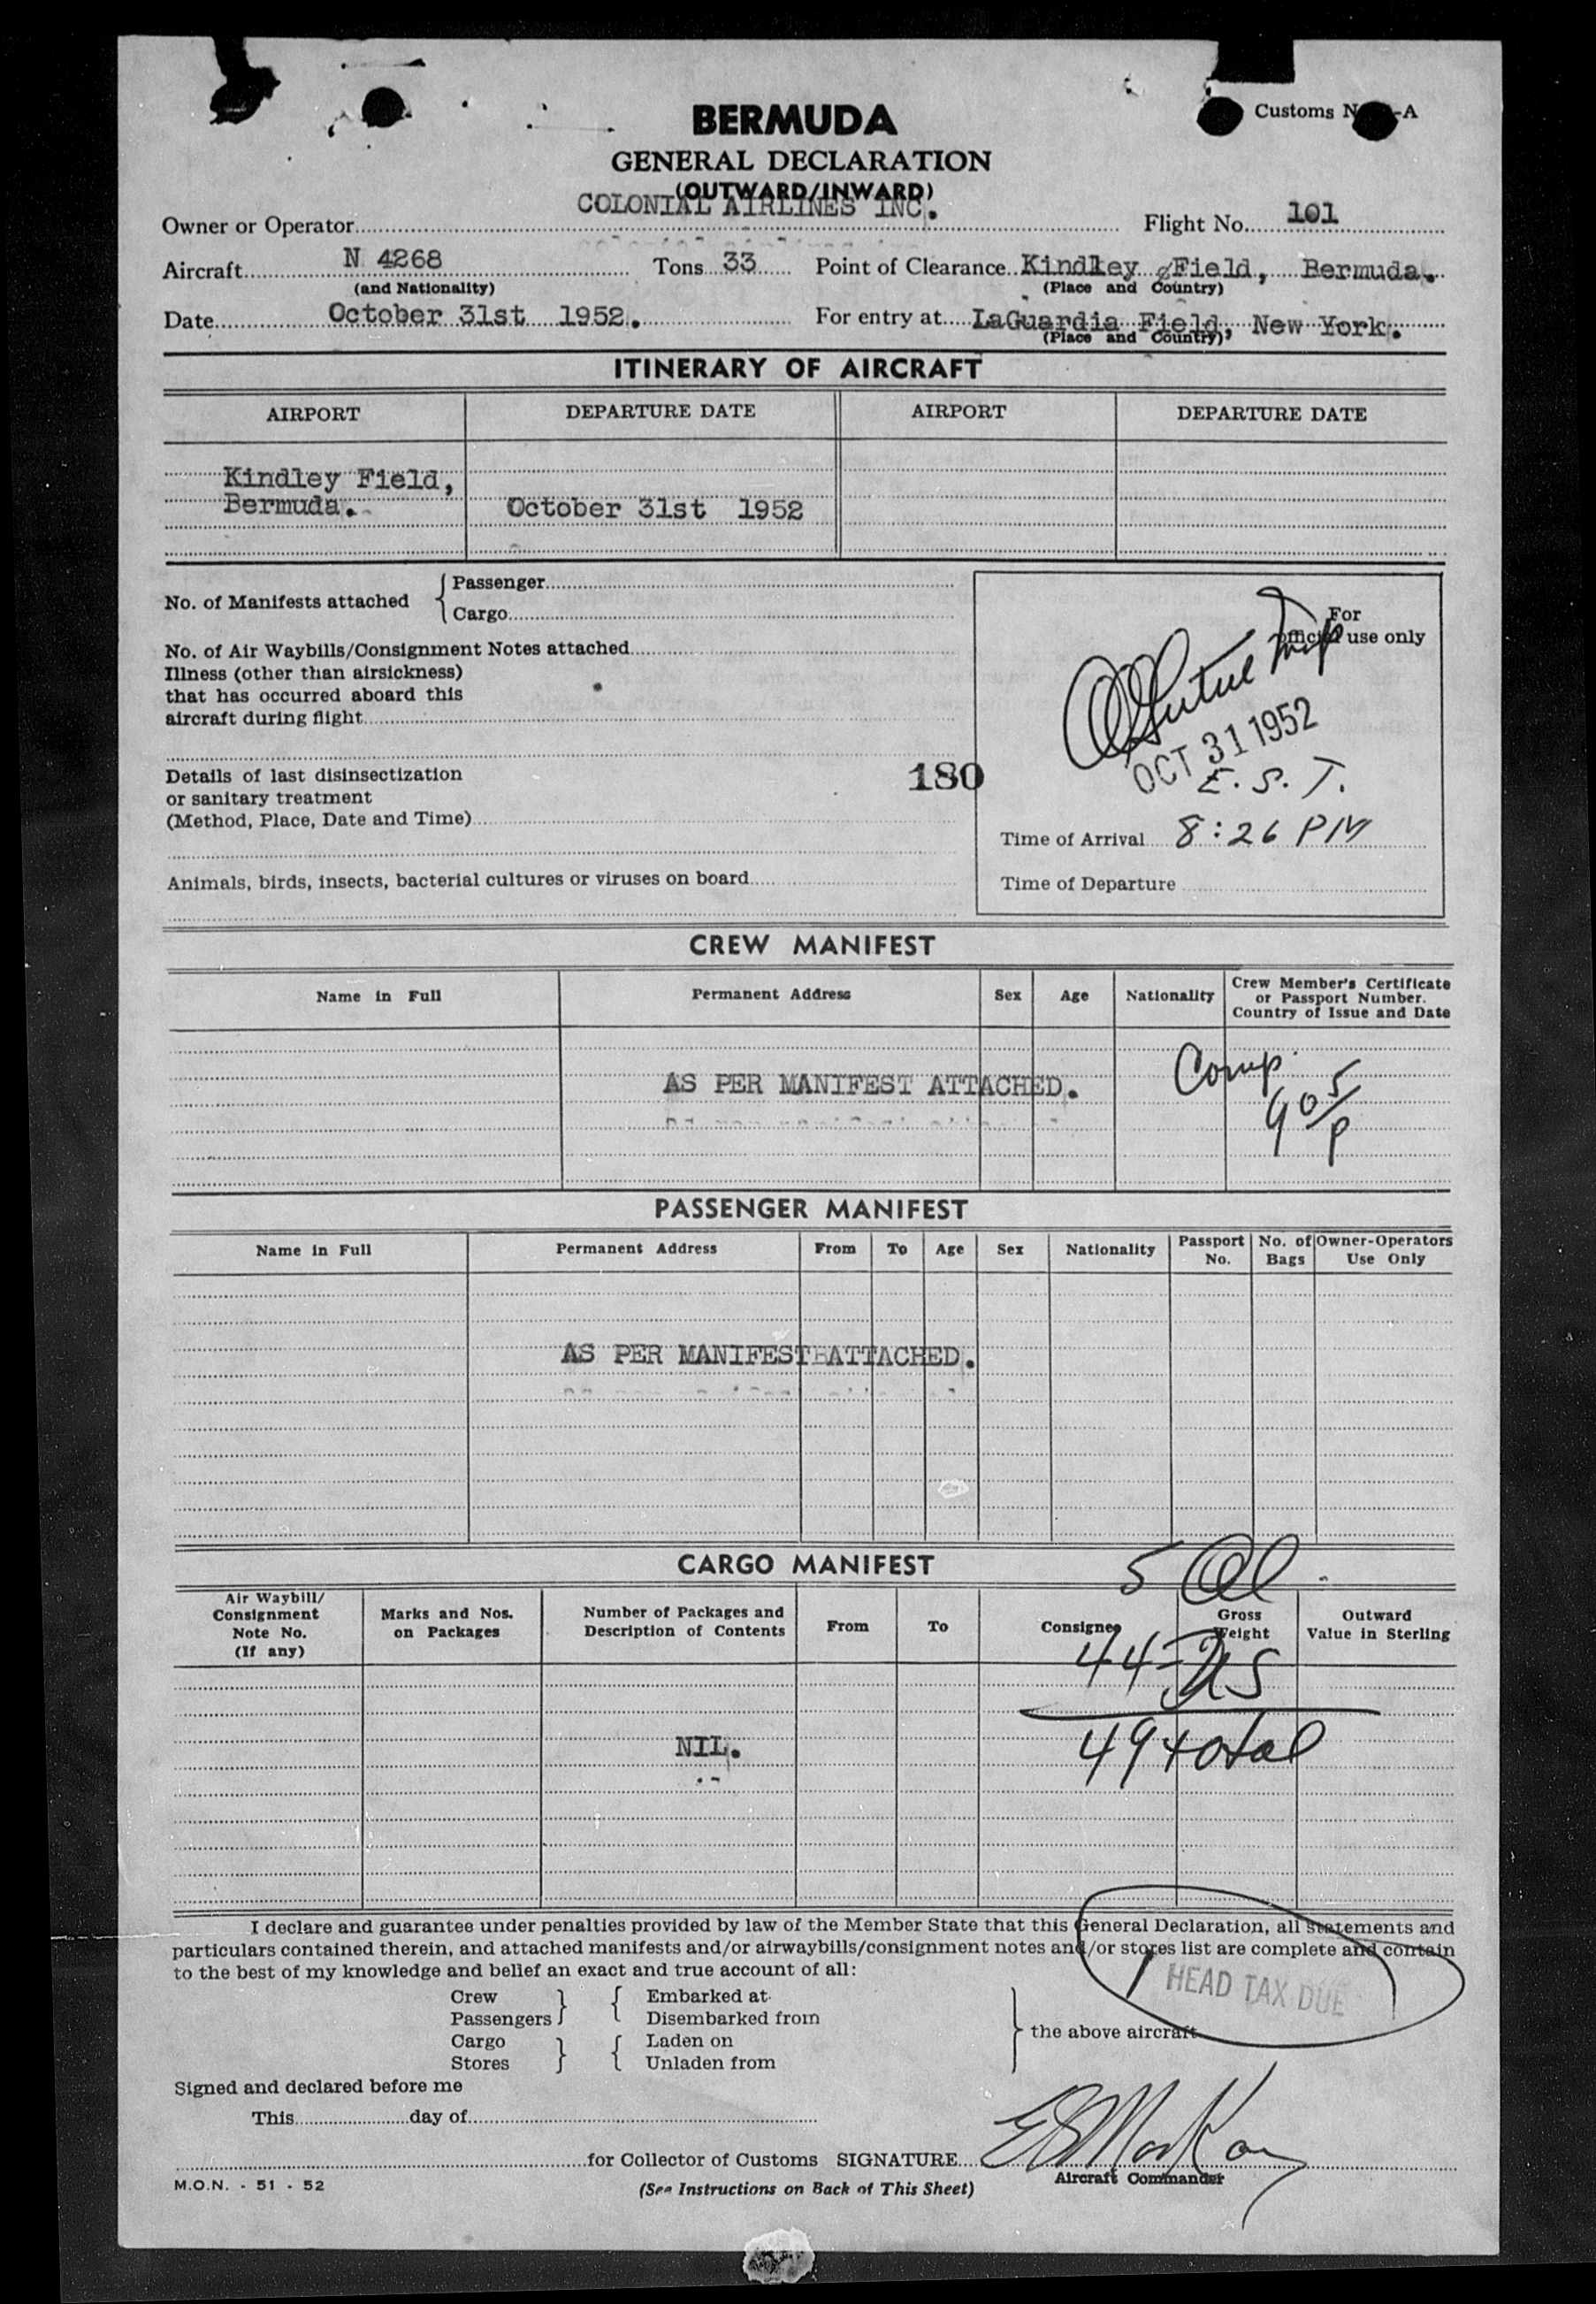 Customs N -A
BERMUDA
GENERAL DECLARATION
(OUTWARD/INWARD)
Owner or Operator COLONIAL AIRLINES INC. Flight No. 101
Aircraft N 4268 Tons 33 Point of Clearance Kindley Field, Bermuda.
(and Nationality) (Place and Country)
Date October 31st 1952. For entry at LaGuardia Field, New York.
(Place and Country)
ITINERARY OF AIRCRAFT
AIRPORT DEPARTURE DATE AIRPORT DEPARTURE DATE
Kindley Field,
Bermuda. October 31st 1952
No. of Manifests attached { Passenger
Cargo
For
official use only
No. of Air Waybills/Consignment Notes attached
Illness (other than airsickness)
that has occurred aboard this
aircraft during flight
OCT 31 1952
E.S.T.
Details of last disinsectization
or sanitary treatment
(Method, Place, Date and Time)
180
Time of Arrival 8:26 PM
Animals, birds, insects, bacterial cultures or viruses on board
Time of Departure
CREW MANIFEST
Name in Full Permanent Address Sex Age Nationality Crew Member's Certificate
or Passport Number.
Country of Issue and Date
AS PER MANIFEST ATTACHED.
Comp.
905/P
PASSENGER MANIFEST
Name in Full Permanent Address From To Age Sex Nationality Passport No. No. of Bags Owner-Operators Use Only
AS PER MANIFEST ATTACHED.
CARGO MANIFEST
5
Air Waybill/
Consignment
Note No.
(If any)
Marks and Nos.
on Packages
Number of Packages and
Description of Contents
From To Consignee
Gross
Weight
Outward
Value in Sterling
44 - US
49 total
NIL.
I declare and guarantee under penalties provided by law of the Member State that this General Declaration, all statements and
particulars contained therein, and attached manifests and/or airwaybills/consignment notes and/or stores list are complete and contain
to the best of my knowledge and belief an exact and true account of all:
1 HEAD TAX DUE
Crew } { Embarked at
Passengers Disembarked from
Cargo } { Laden on
Stores Unladen from
} the above aircraft
Signed and declared before me
This day of
for Collector of Customs SIGNATURE
Aircraft Commander
M.O.N. - 51 - 52
(See Instructions on Back of This Sheet)